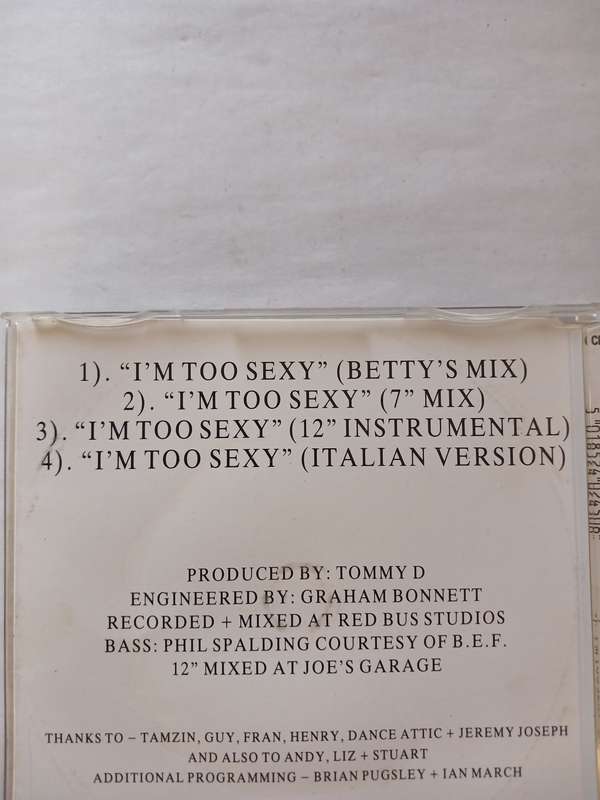 1). “I’M TOO SEXY” (BETTY’S MIX)
2). “I’M TOO SEXY” (7” MIX)
3). “I’M TOO SEXY” (12” INSTRUMENTAL)
4). “I’M TOO SEXY” (ITALIAN VERSION)
PRODUCED BY: TOMMY D
ENGINEERED BY: GRAHAM BONNETT
RECORDED + MIXED AT RED BUS STUDIOS
BASS: PHIL SPALDING COURTESY OF B.E.F.
12” MIXED AT JOE’S GARAGE
THANKS TO – TAMZIN, GUY, FRAN, HENRY, DANCE ATTIC + JEREMY JOSEPH
AND ALSO TO ANDY, LIZ + STUART
ADDITIONAL PROGRAMMING – BRIAN PUGSLEY + IAN MARCH